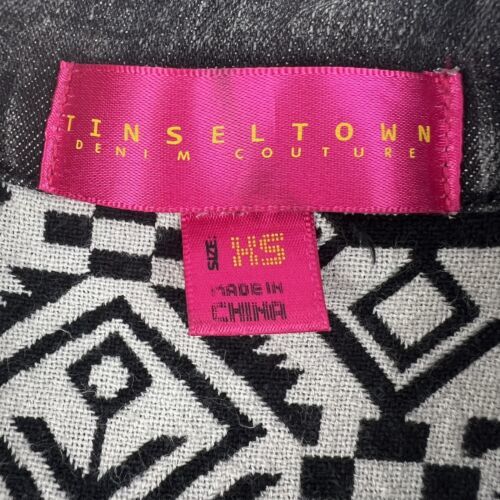 TINSELTOWN
DENIM COUTURE
SIZE: XS
MADE IN
CHINA